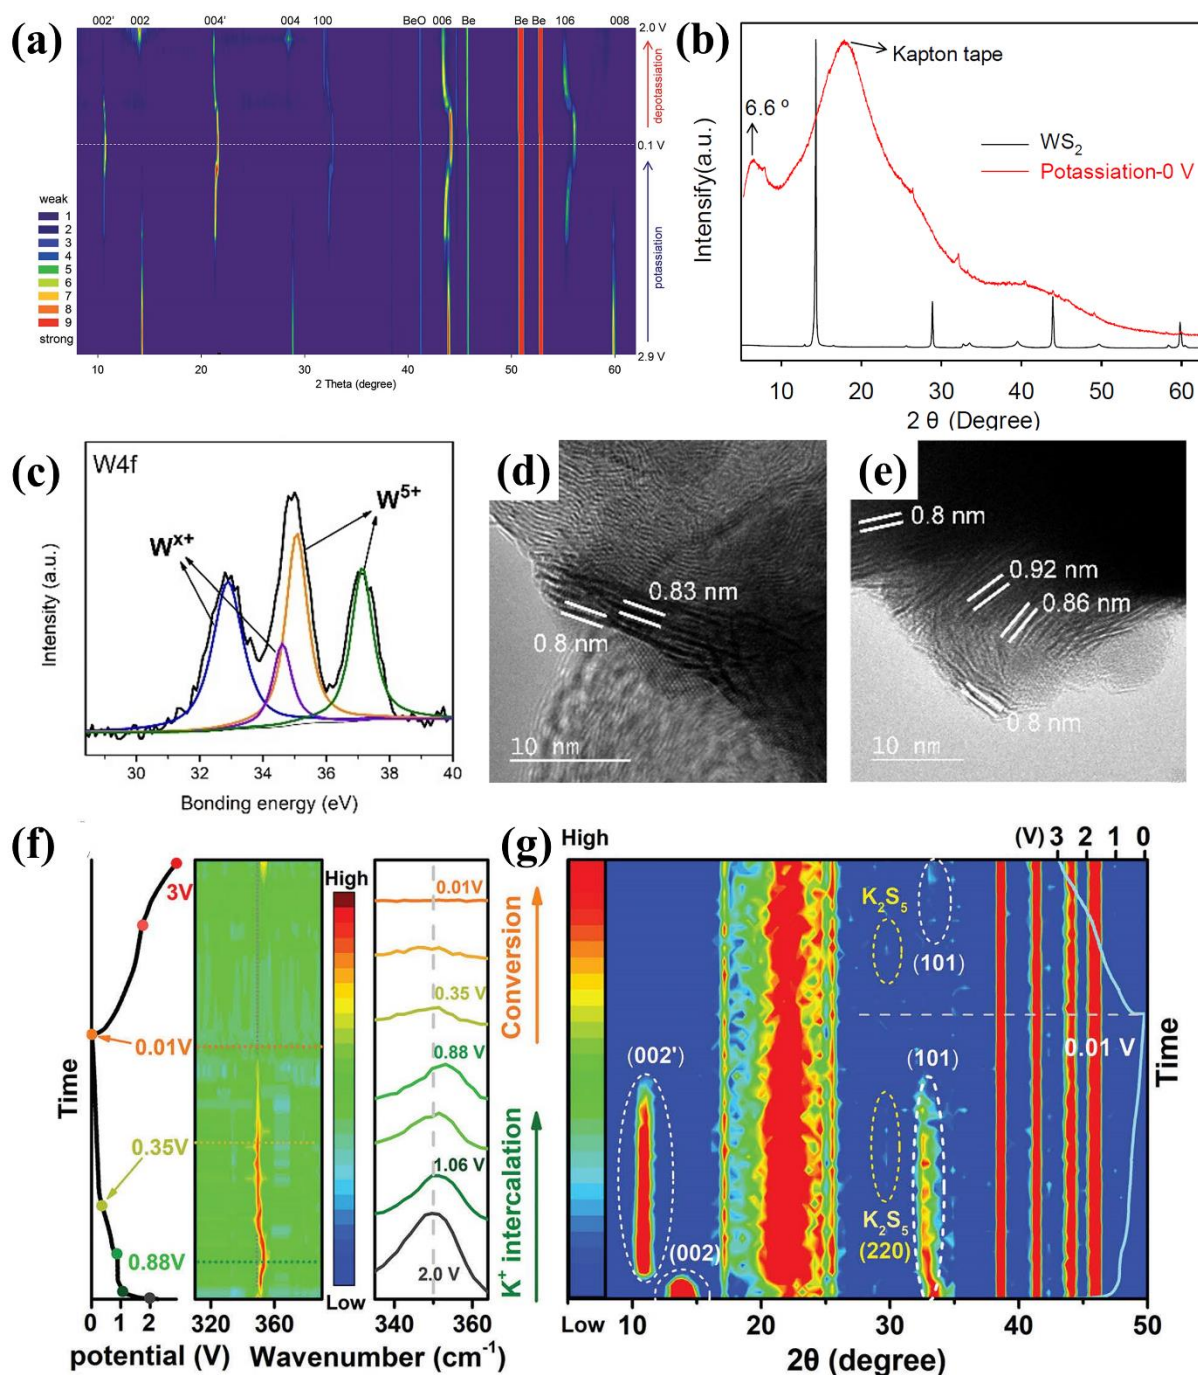 (a)
002' 002 004' 004 100 BeO 006 Be Be Be 106 008
2.0 V
depotassiation
0.1 V
potassiation
2.9 V
weak
1
2
3
4
5
6
7
8
9
strong
10 20 30 40 50 60
2 Theta (degree)
(b)
Kapton tape
6.6 º
WS2
Potassiation-0 V
Intensify(a.u.)
10 20 30 40 50 60
2 θ (Degree)
(c)
W4f
W5+
Wx+
Intensity (a.u.)
30 32 34 36 38 40
Bonding energy (eV)
(d)
0.83 nm
0.8 nm
10 nm
(e)
0.8 nm
0.92 nm
0.86 nm
0.8 nm
10 nm
(f)
3V
0.01V
0.35V
0.88V
Time
0 1 2
potential (V)
320 360
High
Low
0.01V
0.35 V
0.88V
1.06V
2.0 V
340 360
Wavenumber (cm-1)
Conversion
K+ intercalation
(g)
High
Low
(V) 3 2 1 0
K2S5
(101)
0.01 V
(002')
(101)
K2S5
(220)
(002)
Time
10 20 30 40 50
2θ (degree)